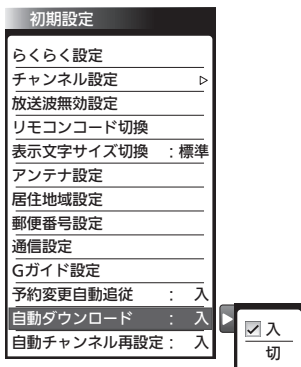 初期設定
らくらく設定
チャンネル設定 ▷
放送波無効設定
リモコンコード切換
表示文字サイズ切換 ：標準
アンテナ設定
居住地域設定
郵便番号設定
通信設定
Gガイド設定
予約変更自動追従 ： 入
自動ダウンロード ： 入
自動チャンネル再設定： 入
入
切